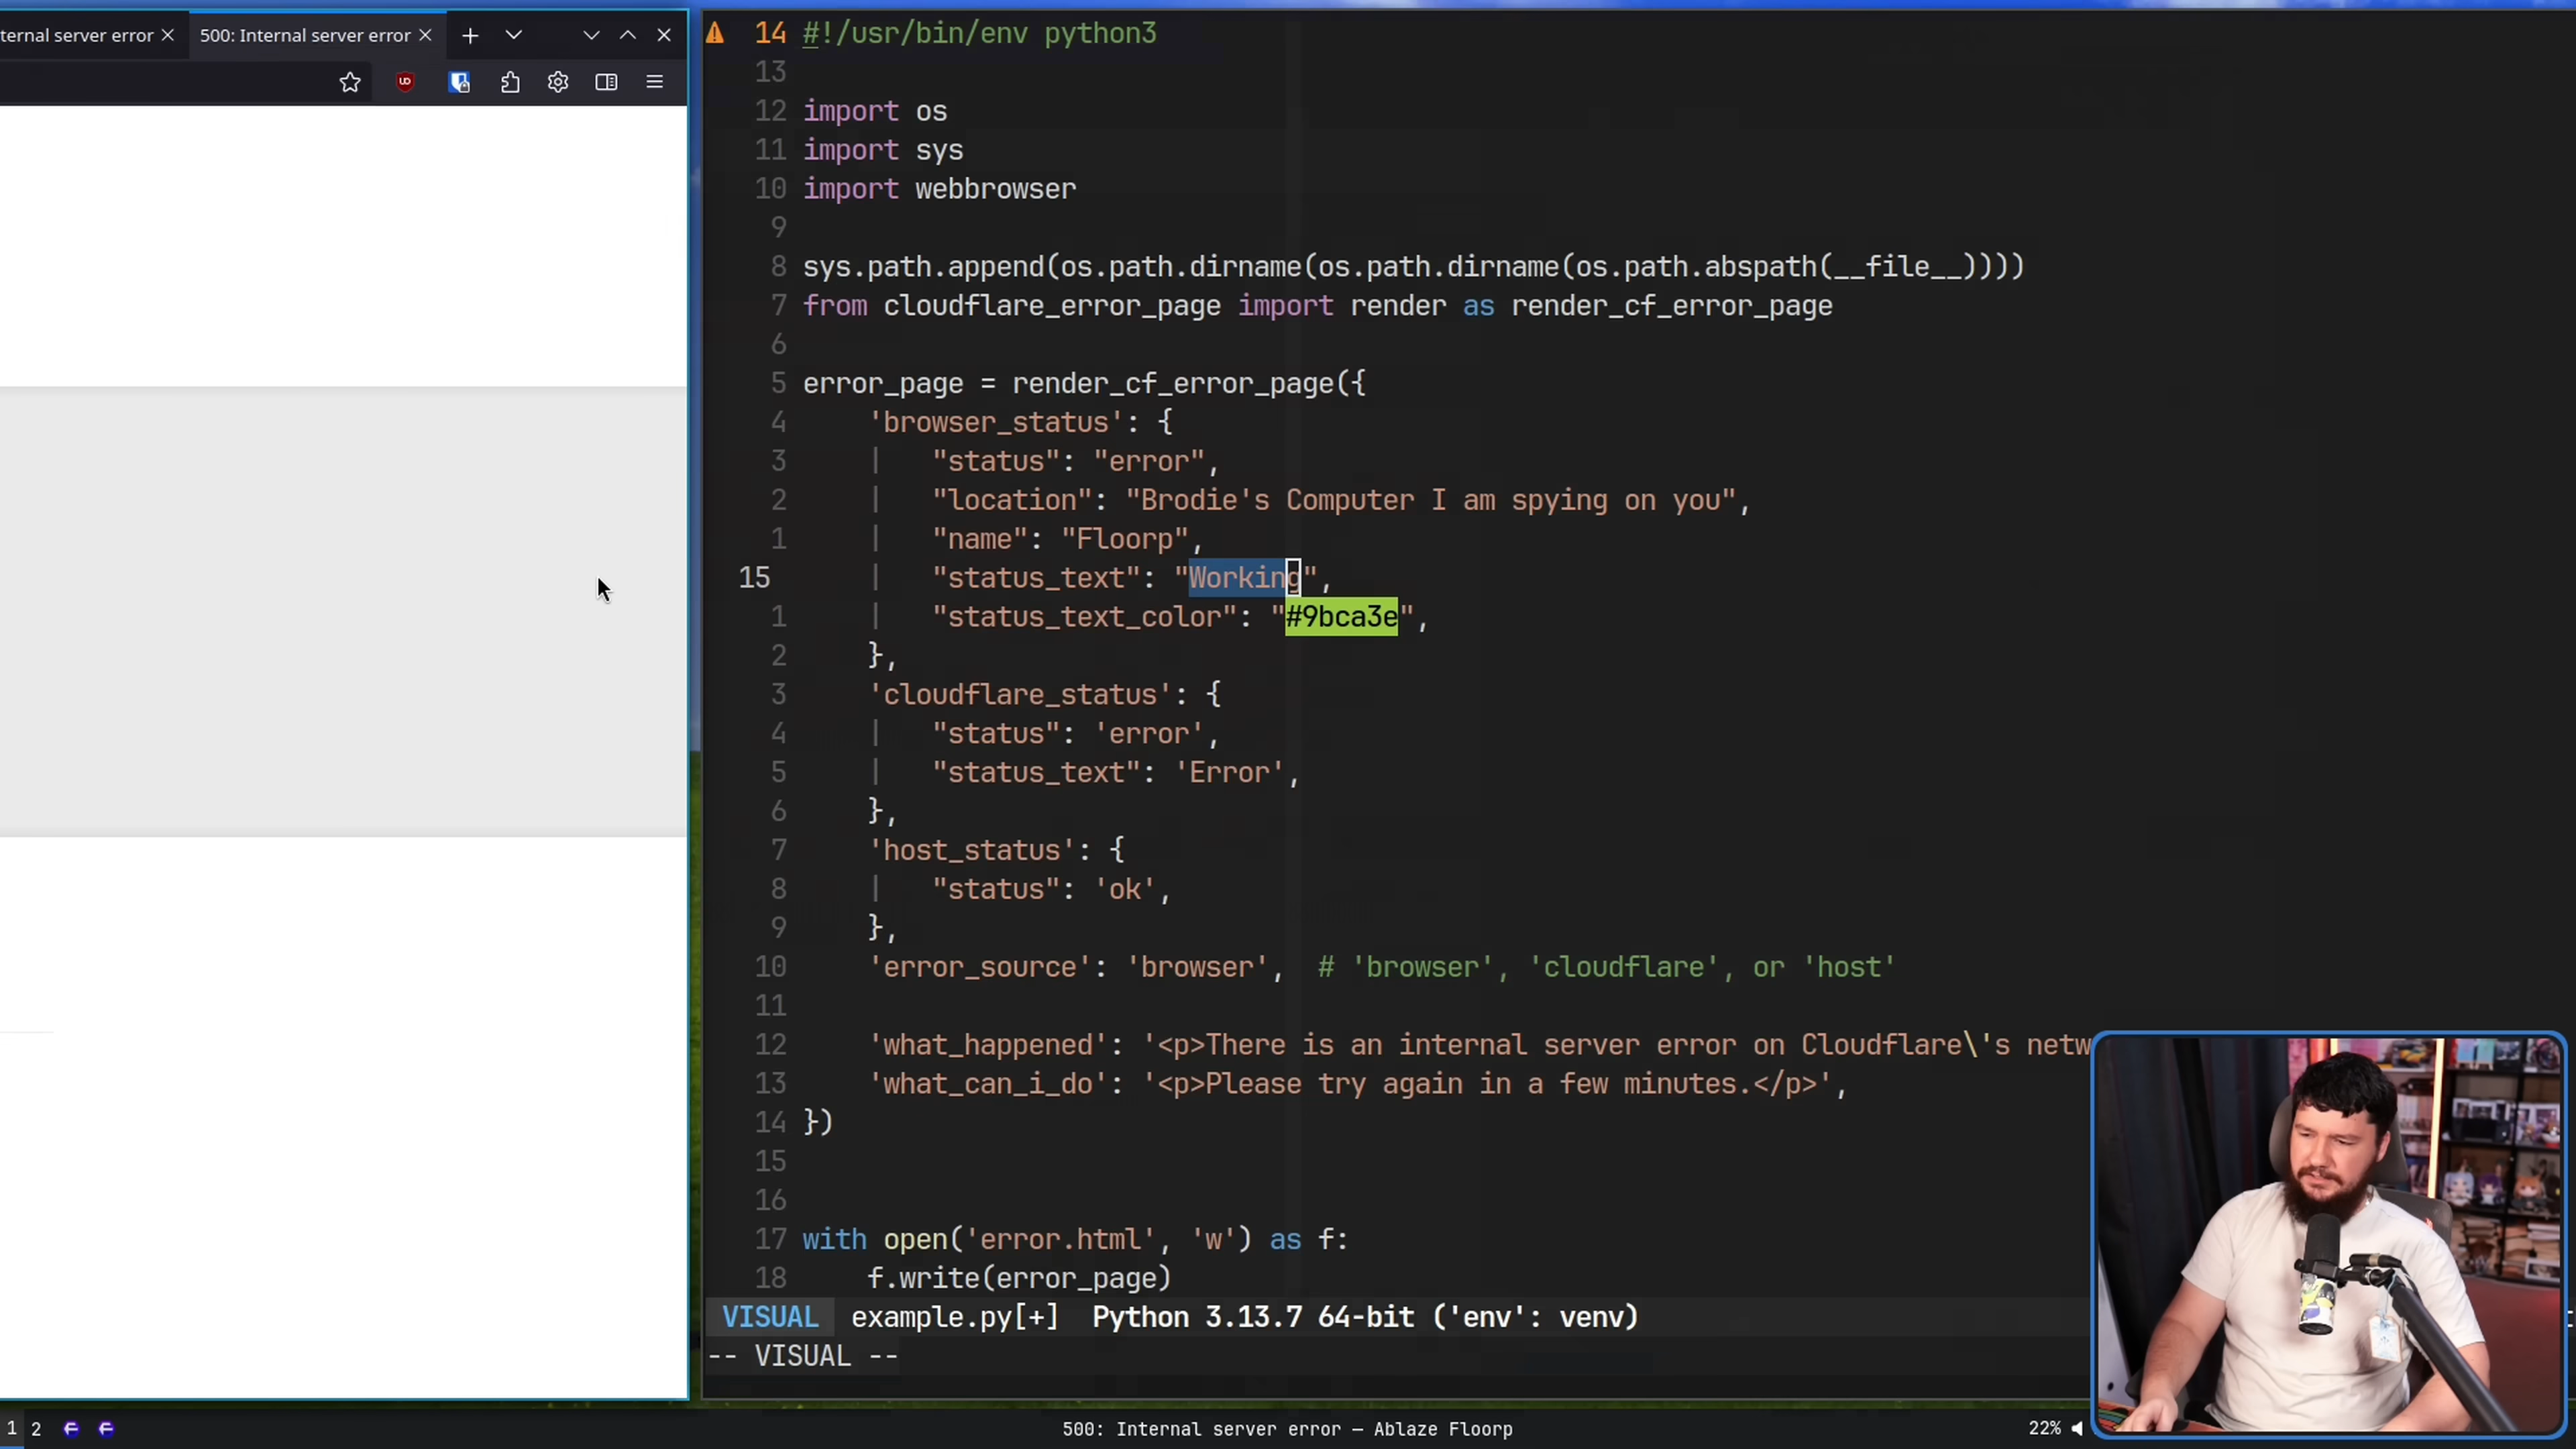 ternal server error
500: Internal server error
14 #!/usr/bin/env python3
13
12 import os
11 import sys
10 import webbrowser
9
8 sys.path.append(os.path.dirname(os.path.dirname(os.path.abspath(__file__))))
7 from cloudflare_error_page import render as render_cf_error_page
6
5 error_page = render_cf_error_page({
4 'browser_status': {
3 | "status": "error",
2 | "location": "Brodie's Computer I am spying on you",
1 | "name": "Floorp",
15 | "status_text": "Working",
1 | "status_text_color": "#9bca3e",
2 },
3 'cloudflare_status': {
4 | "status": 'error',
5 | "status_text": 'Error',
6 },
7 'host_status': {
8 | "status": 'ok',
9 },
10 'error_source': 'browser', # 'browser', 'cloudflare', or 'host'
11
12 'what_happened': '<p>There is an internal server error on Cloudflare\'s netw
13 'what_can_i_do': '<p>Please try again in a few minutes.</p>',
14 })
15
16
17 with open('error.html', 'w') as f:
18 f.write(error_page)
VISUAL example.py[+] Python 3.13.7 64-bit ('env': venv)
-- VISUAL --
1 2
500: Internal server error — Ablaze Floorp
22%